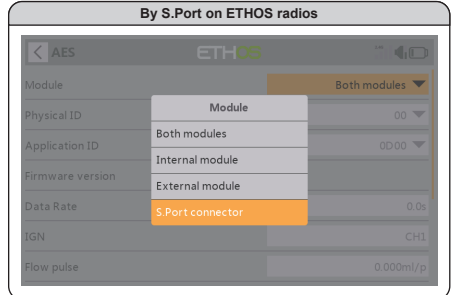 By S.Port on ETHOS radios
AES
ETHOS
Module
Both modules
Physical ID
00
Application ID
0D00
Firmware version
Data Rate
0.0s
IGN
CH1
Flow pulse
0.000ml/p
Module
Both modules
Internal module
External module
S.Port connector